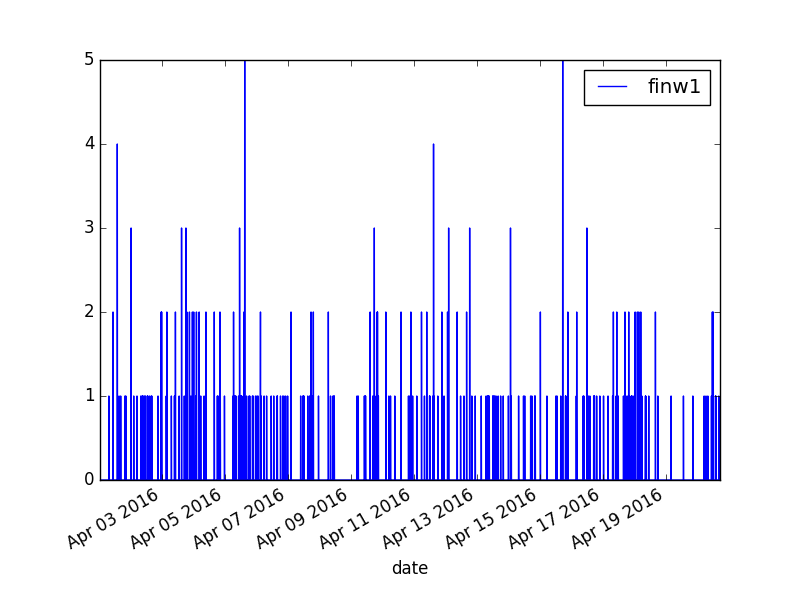 finw1
5
4
3
2
1
0
Apr 03 2016
Apr 05 2016
Apr 07 2016
Apr 09 2016
Apr 11 2016
Apr 13 2016
Apr 15 2016
Apr 17 2016
Apr 19 2016
date